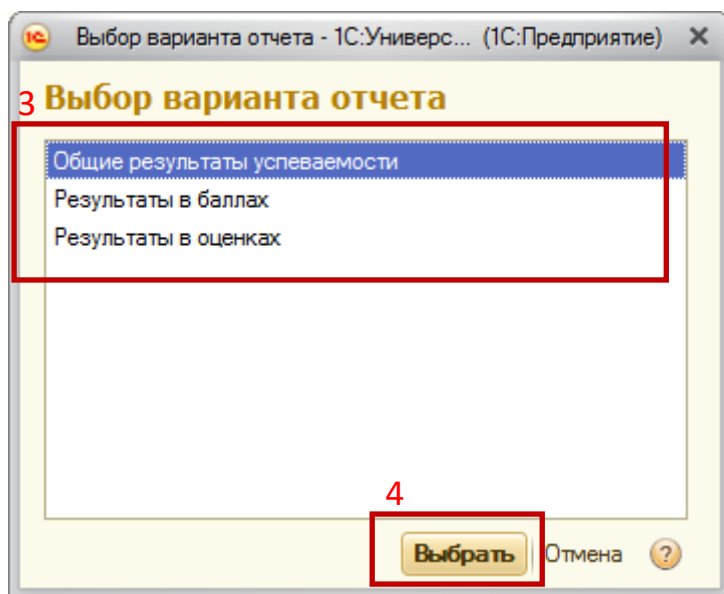 1С Выбор варианта отчета - 1С:Универс... (1С:Предприятие)
3 Выбор варианта отчета
Общие результаты успеваемости
Результаты в баллах
Результаты в оценках
4
Выбрать Отмена ?